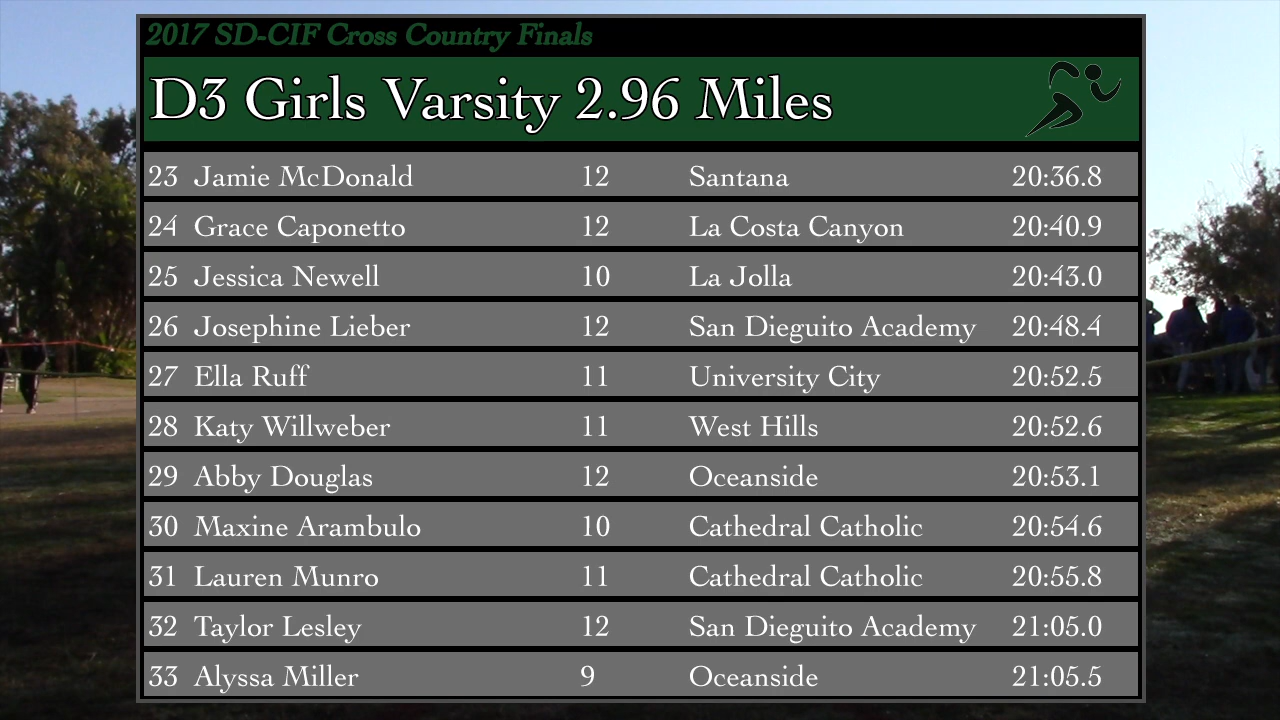 2017 SD-CIF Cross Country Finals
D3 Girls Varsity 2.96 Miles
23 Jamie McDonald 12 Santana 20:36.8
24 Grace Caponetto 12 La Costa Canyon 20:40.9
25 Jessica Newell 10 La Jolla 20:43.0
26 Josephine Lieber 12 San Dieguito Academy 20:48.4
27 Ella Ruff 11 University City 20:52.5
28 Katy Willweber 11 West Hills 20:52.6
29 Abby Douglas 12 Oceanside 20:53.1
30 Maxine Arambulo 10 Cathedral Catholic 20:54.6
31 Lauren Munro 11 Cathedral Catholic 20:55.8
32 Taylor Lesley 12 San Dieguito Academy 21:05.0
33 Alyssa Miller 9 Oceanside 21:05.5